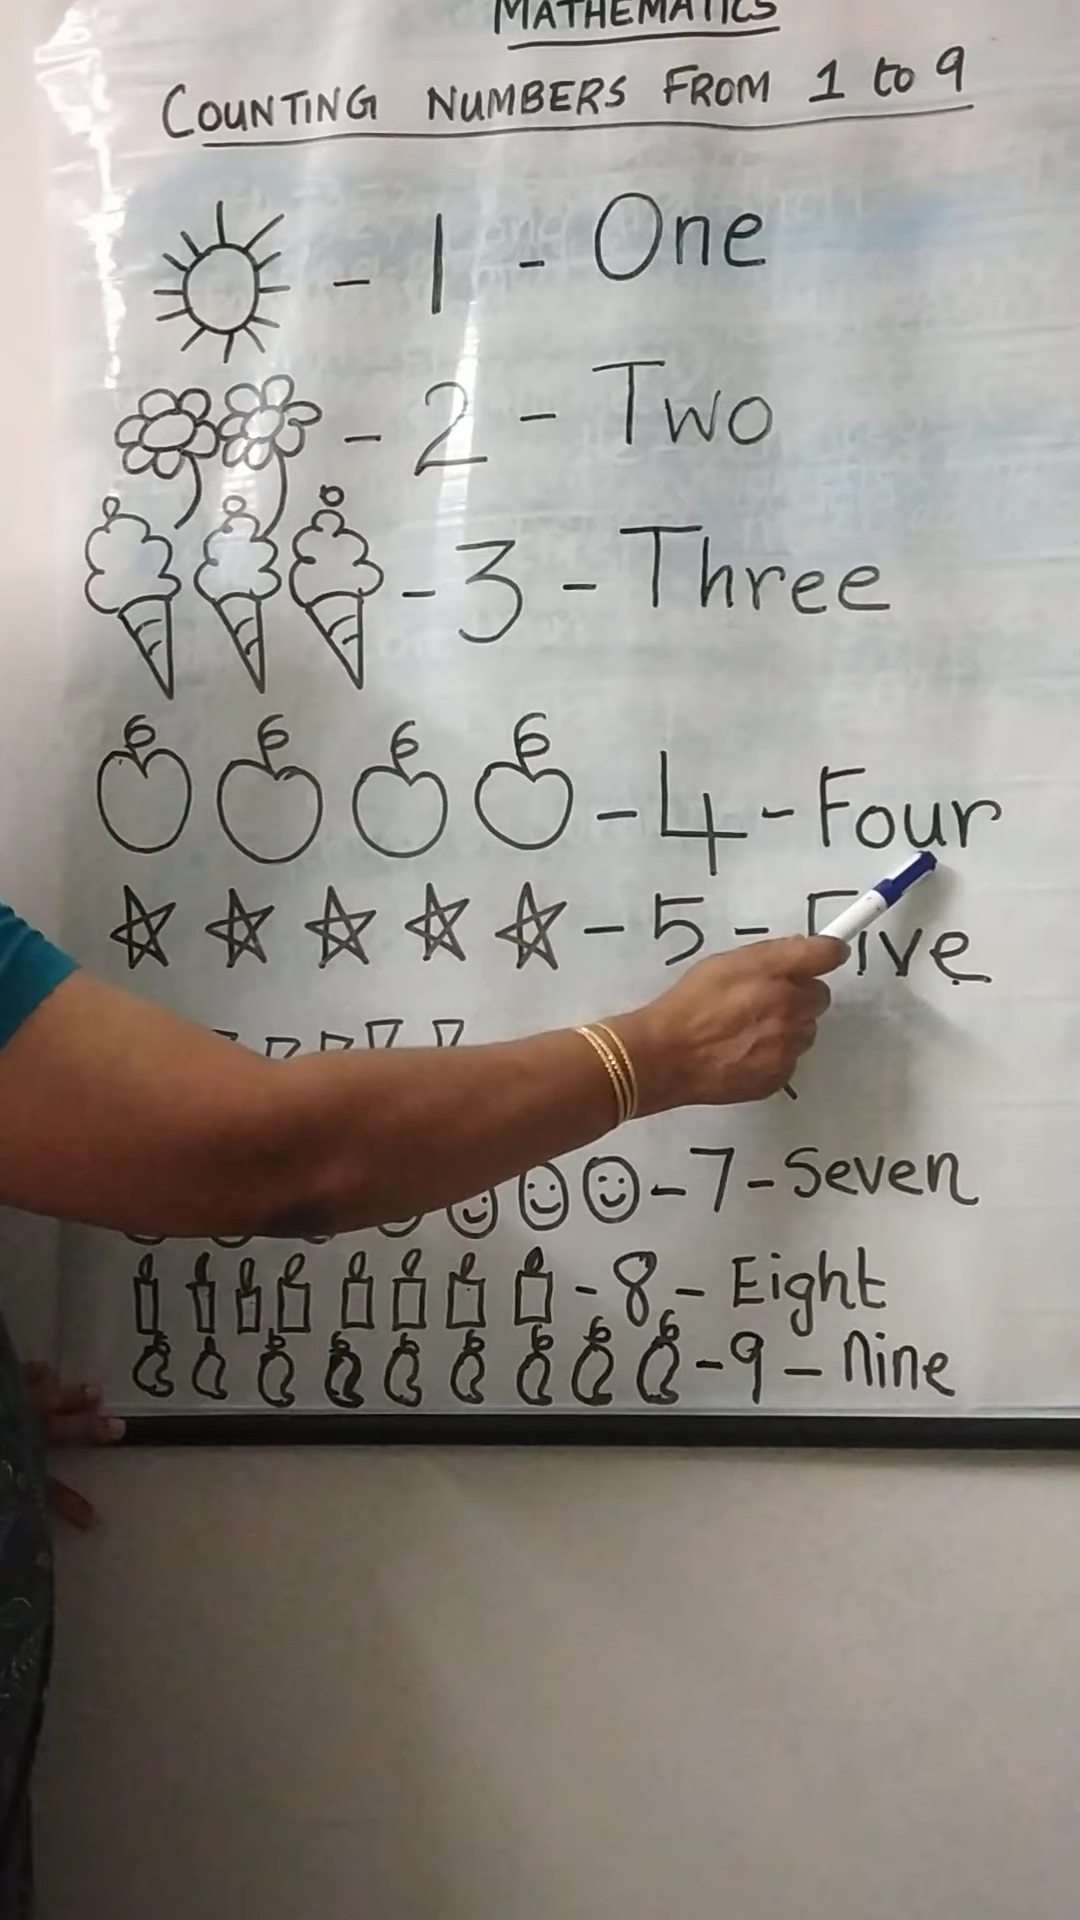 MATHEMATICS
COUNTING NUMBERS FROM 1 to 9
- 1 - One
- 2 - Two
- 3 - Three
- 4 - Four
- 5 - Five
- 7 - Seven
- 8 - Eight
- 9 - Nine